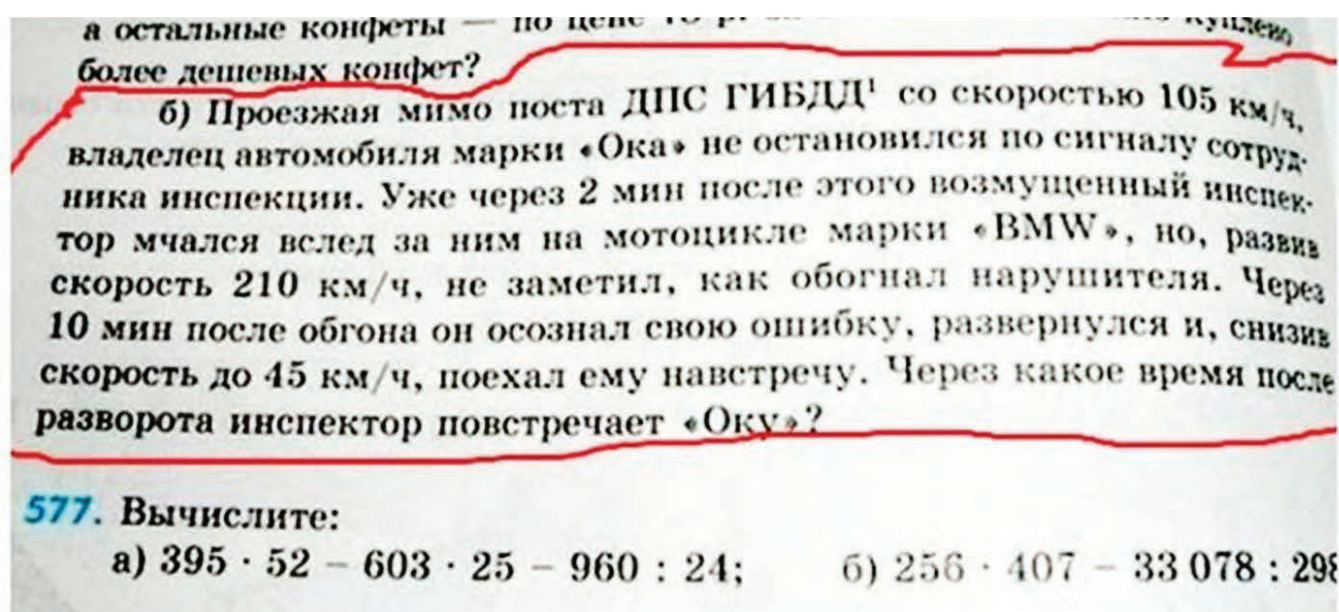 а остальные конфеты — по цене
более дешевых конфет?
б) Проезжая мимо поста ДПС ГИБДД¹ со скоростью 105 км/ч,
владелец автомобиля марки «Ока» не остановился по сигналу сотруд-
ника инспекции. Уже через 2 мин после этого возмущенный инспек-
тор мчался вслед за ним на мотоцикле марки «BMW», но, развив
скорость 210 км/ч, не заметил, как обогнал нарушителя. Через
10 мин после обгона он осознал свою ошибку, развернулся и, снизив
скорость до 45 км/ч, поехал ему навстречу. Через какое время после
разворота инспектор повстречает «Оку»?
577. Вычислите:
а) 395 · 52 – 603 · 25 – 960 : 24; б) 256 · 407 – 33 078 : 298